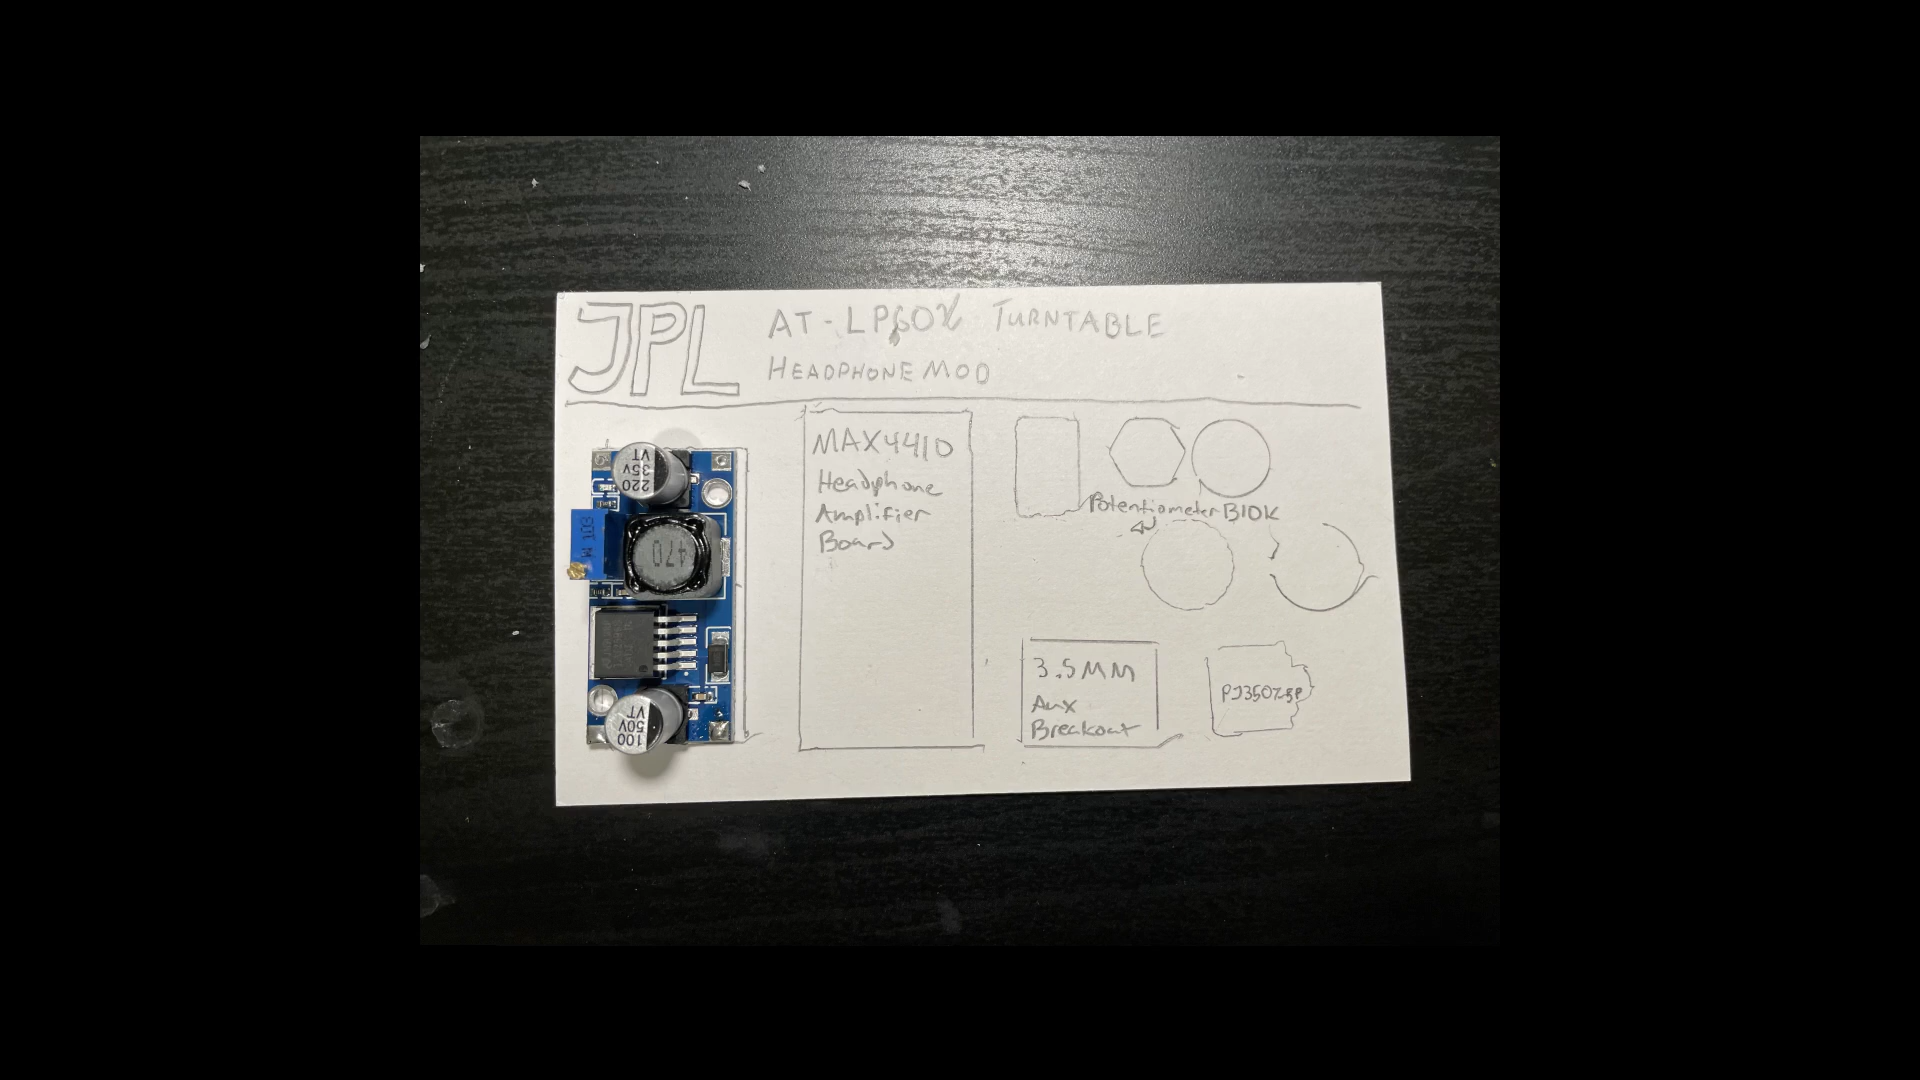 JPL
AT-LP60X TURNTABLE
HEADPHONE MOD
220
35V
VT
470
100
50V
VT
MAX4410
Headphone
Amplifier
Board
Potentiometer B10K
3.5MM
Aux
Breakout